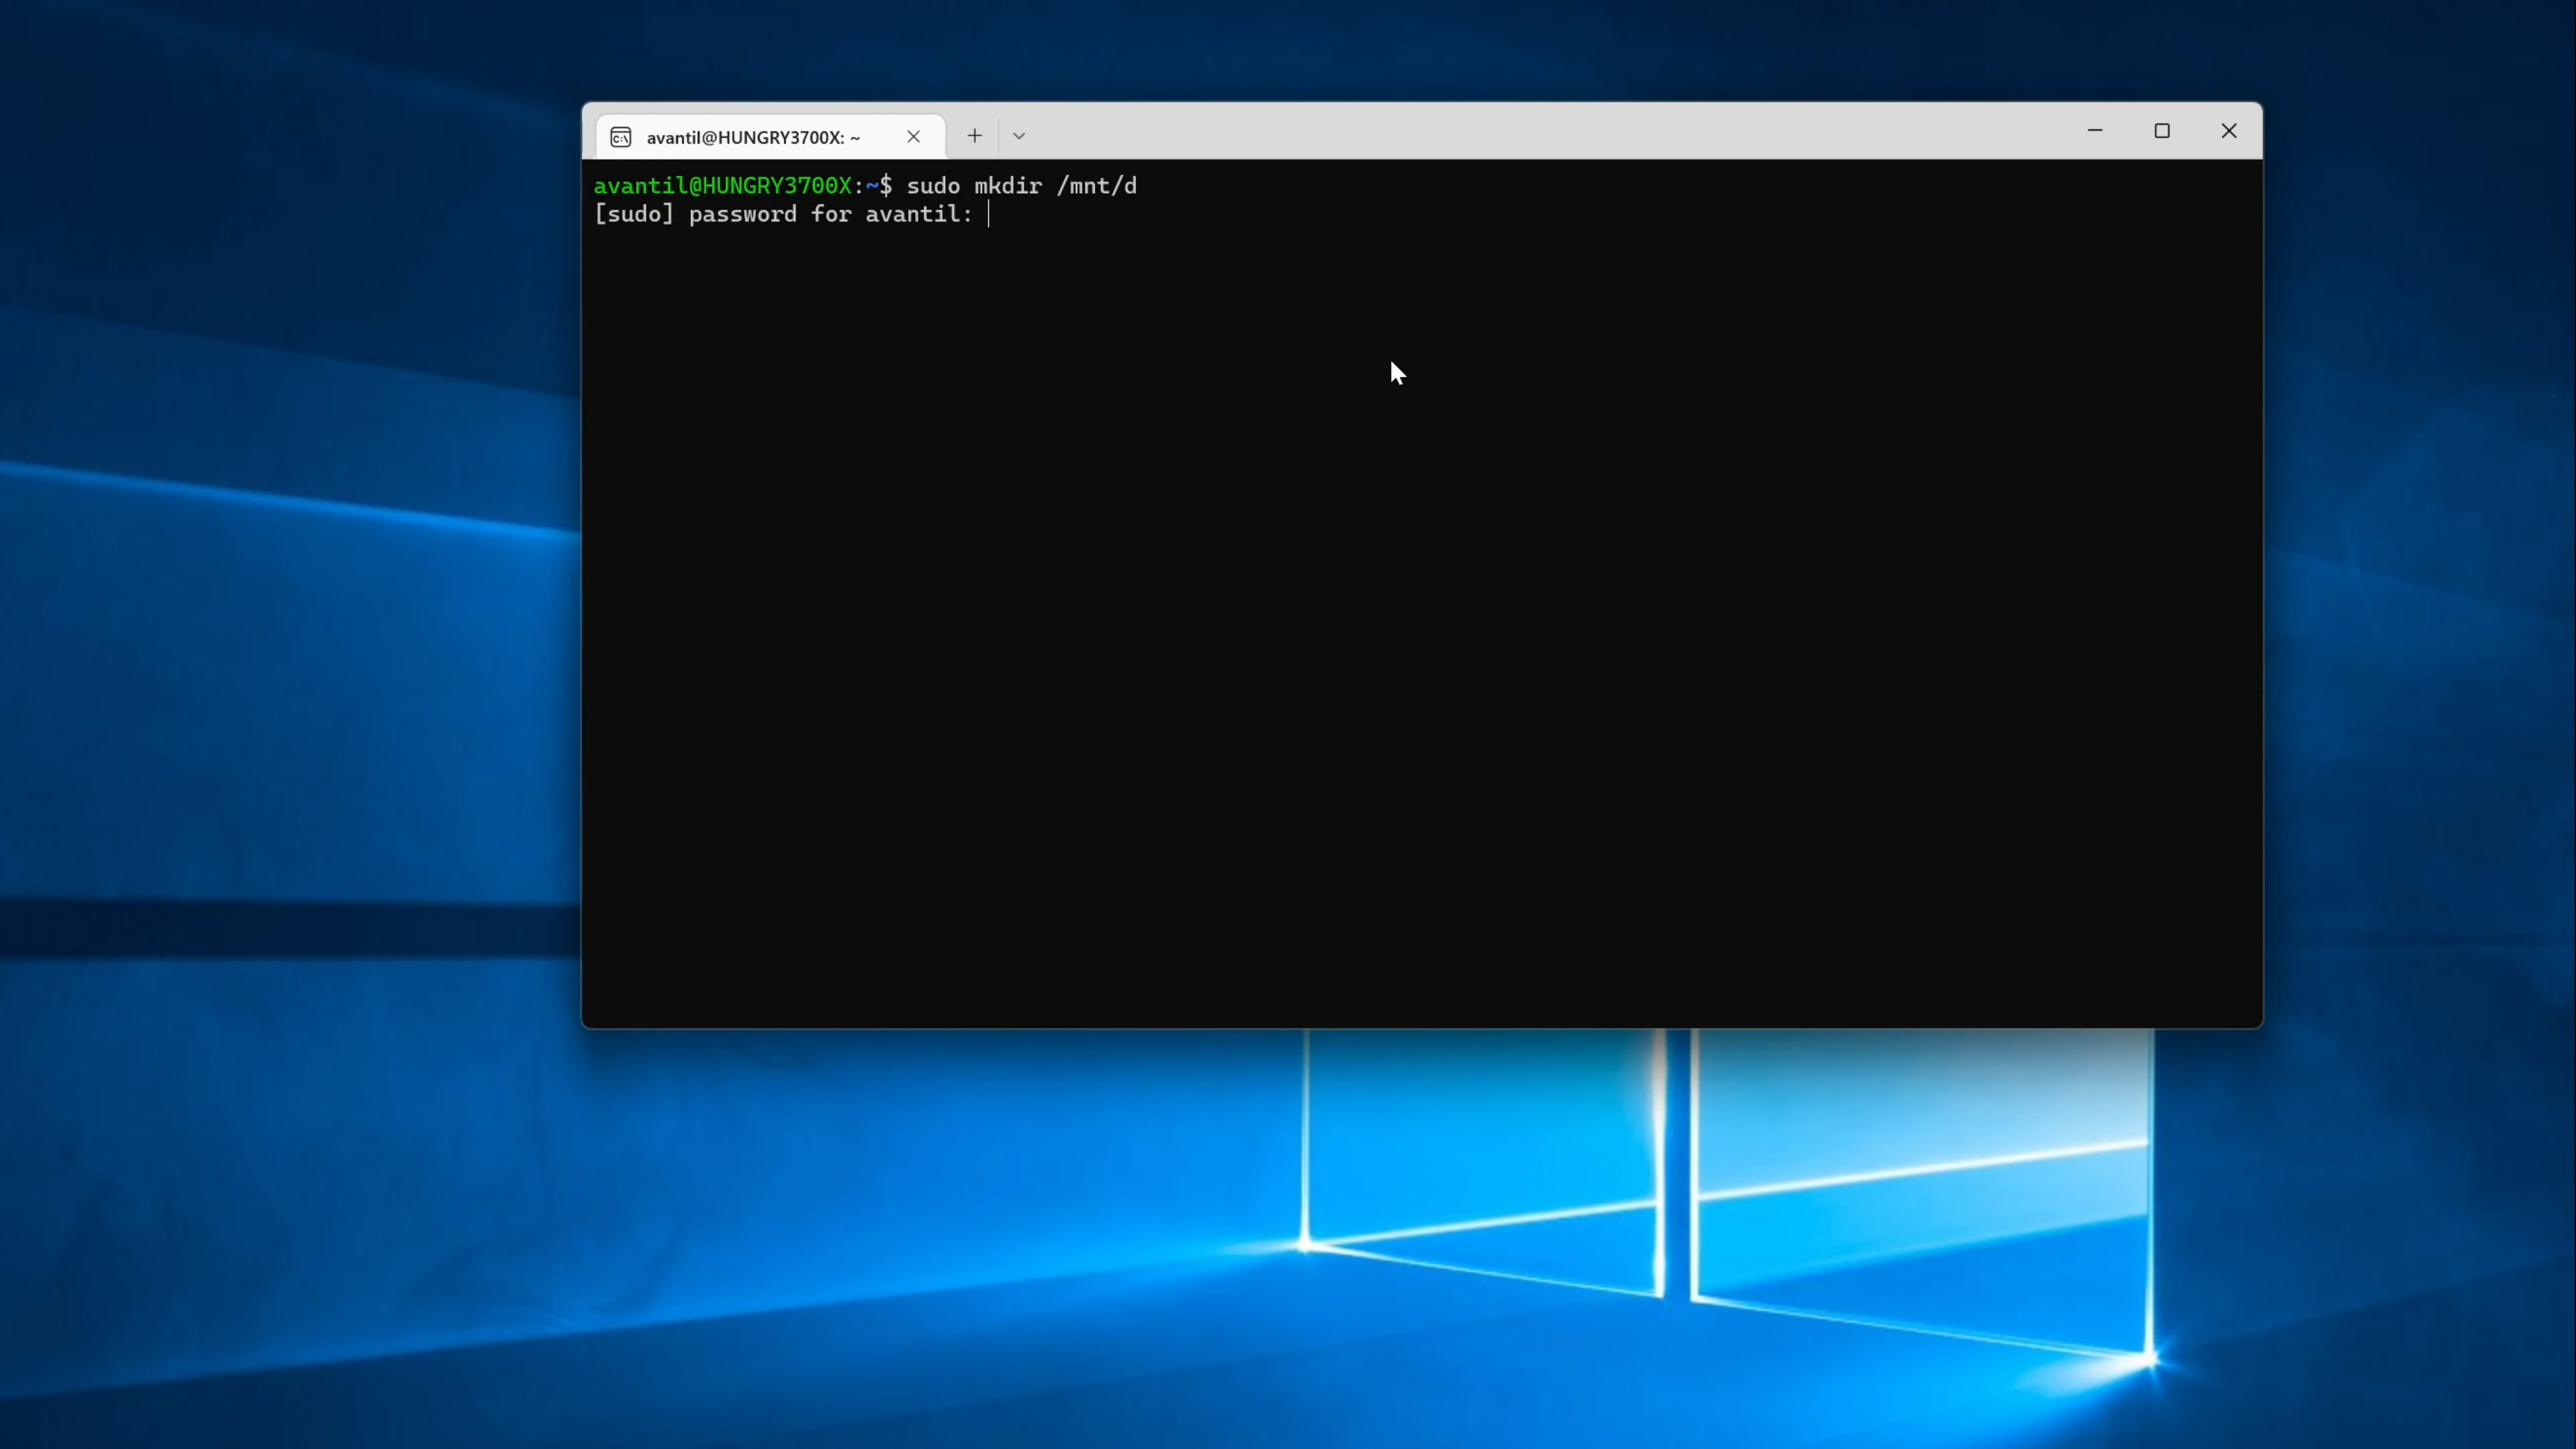 avantil@HUNGRY3700X: ~
avantil@HUNGRY3700X:~$ sudo mkdir /mnt/d
[sudo] password for avantil: